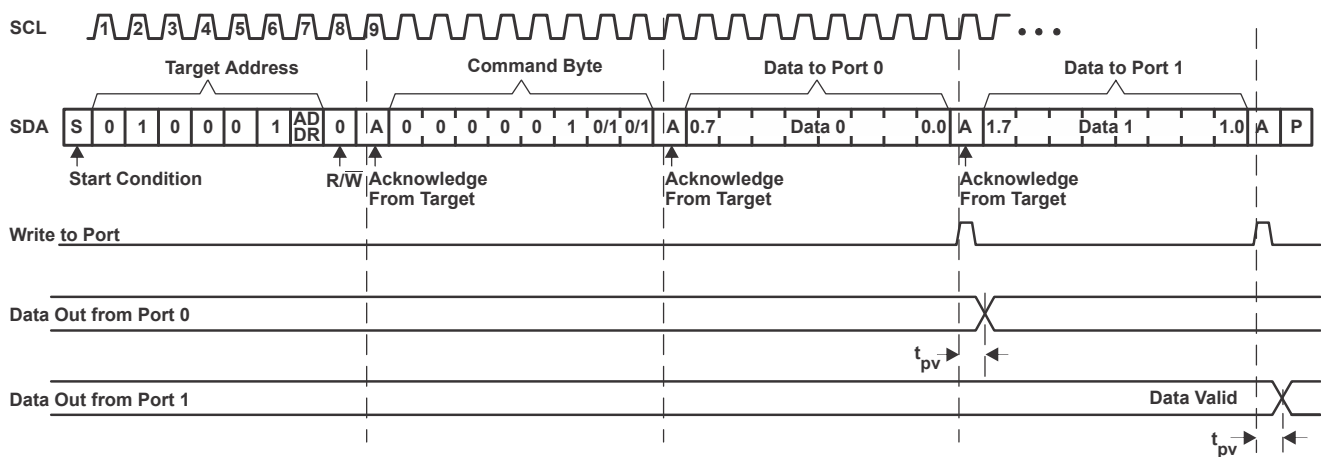 SCL 1 2 3 4 5 6 7 8 9
Target Address Command Byte Data to Port 0 Data to Port 1
SDA S 0 1 0 0 0 1 AD DR 0 A 0 0 0 0 0 1 0/1 0/1 A 0.7 Data 0 0.0 A 1.7 Data 1 1.0 A P
Start Condition R/W̅ Acknowledge From Target Acknowledge From Target Acknowledge From Target
Write to Port
Data Out from Port 0
tpv
Data Out from Port 1 Data Valid
tpv